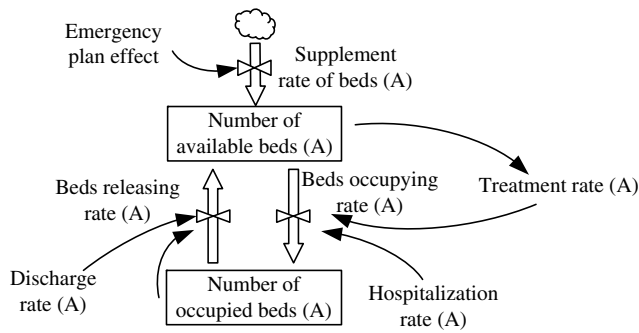 Emergency
plan effect
Supplement
rate of beds (A)
Number of
available beds (A)
Beds releasing
rate (A)
Beds occupying
rate (A)
Treatment rate (A)
Discharge
rate (A)
Number of
occupied beds (A)
Hospitalization
rate (A)